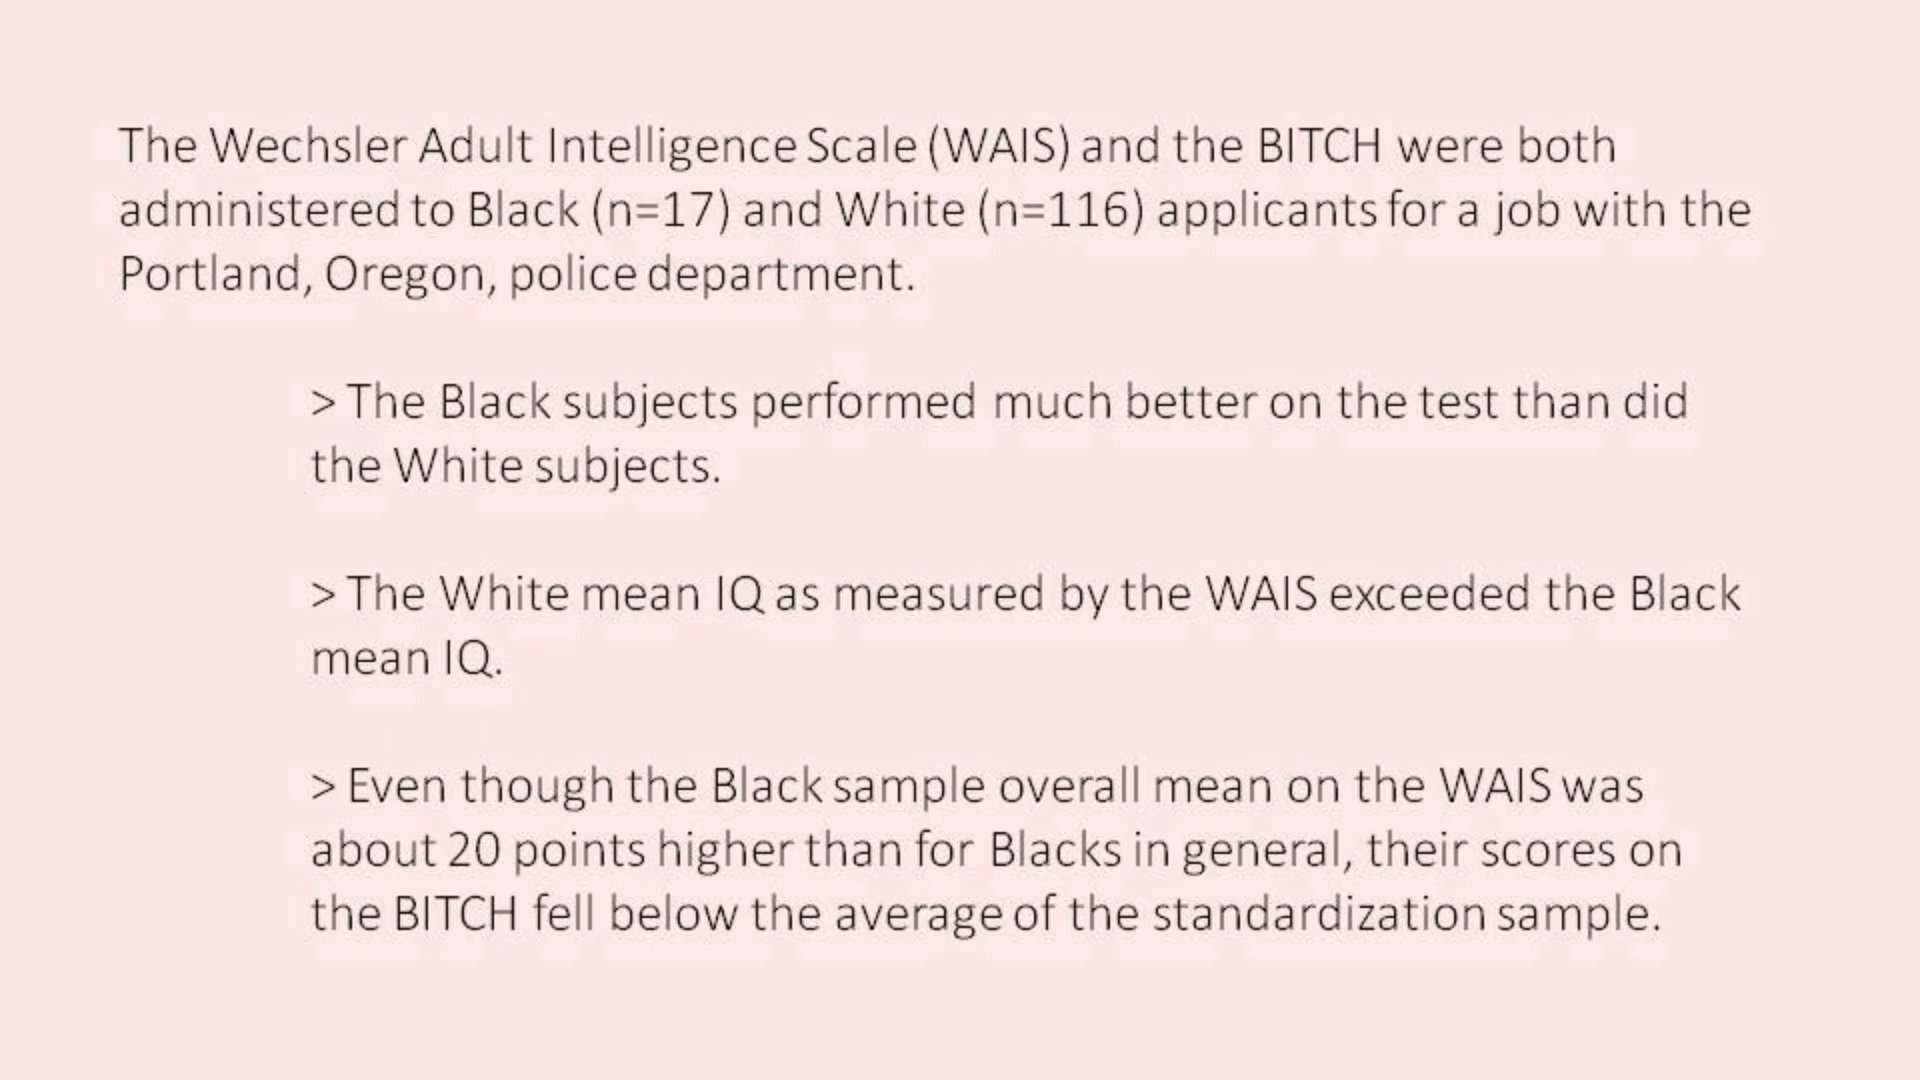 The Wechsler Adult Intelligence Scale (WAIS) and the BITCH were both
administered to Black (n=17) and White (n=116) applicants for a job with the
Portland, Oregon, police department.
> The Black subjects performed much better on the test than did
the White subjects.
> The White mean IQ as measured by the WAIS exceeded the Black
mean IQ.
> Even though the Black sample overall mean on the WAIS was
about 20 points higher than for Blacks in general, their scores on
the BITCH fell below the average of the standardization sample.